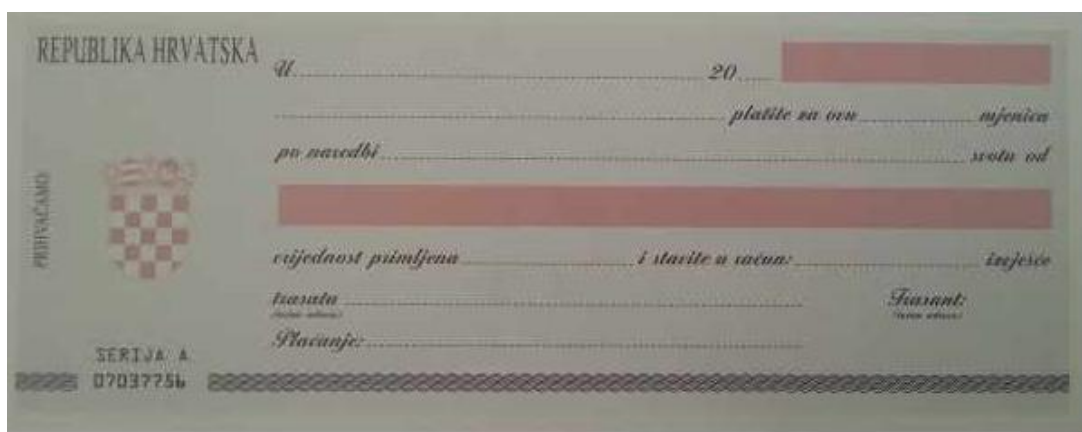 REPUBLIKA HRVATSKA
U 20
platite za ovu mjenicu
po naredbi svotu od
PRIHVAĆAMO
vrijednost primljena i stavite u račun: izvješće
trasata Trasant:
Plaćanje:
SERIJA A